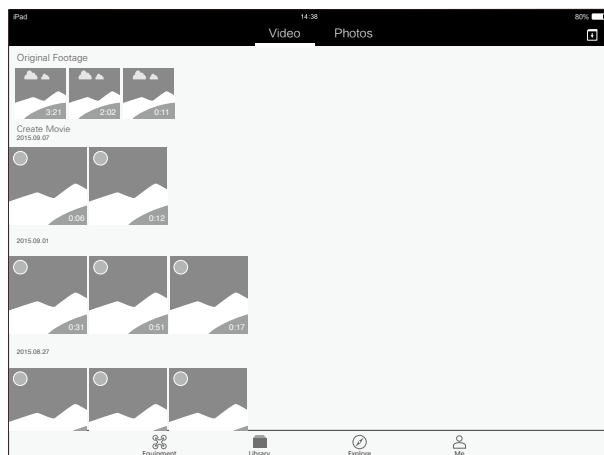 iPad 14:38 80%
Video Photos
Original Footage
3:21 2:02 0:11
Create Movie
2015.09.07
0:06 0:12
2015.09.01
0:31 0:51 0:17
2015.08.27
Equipment Library Explore Me